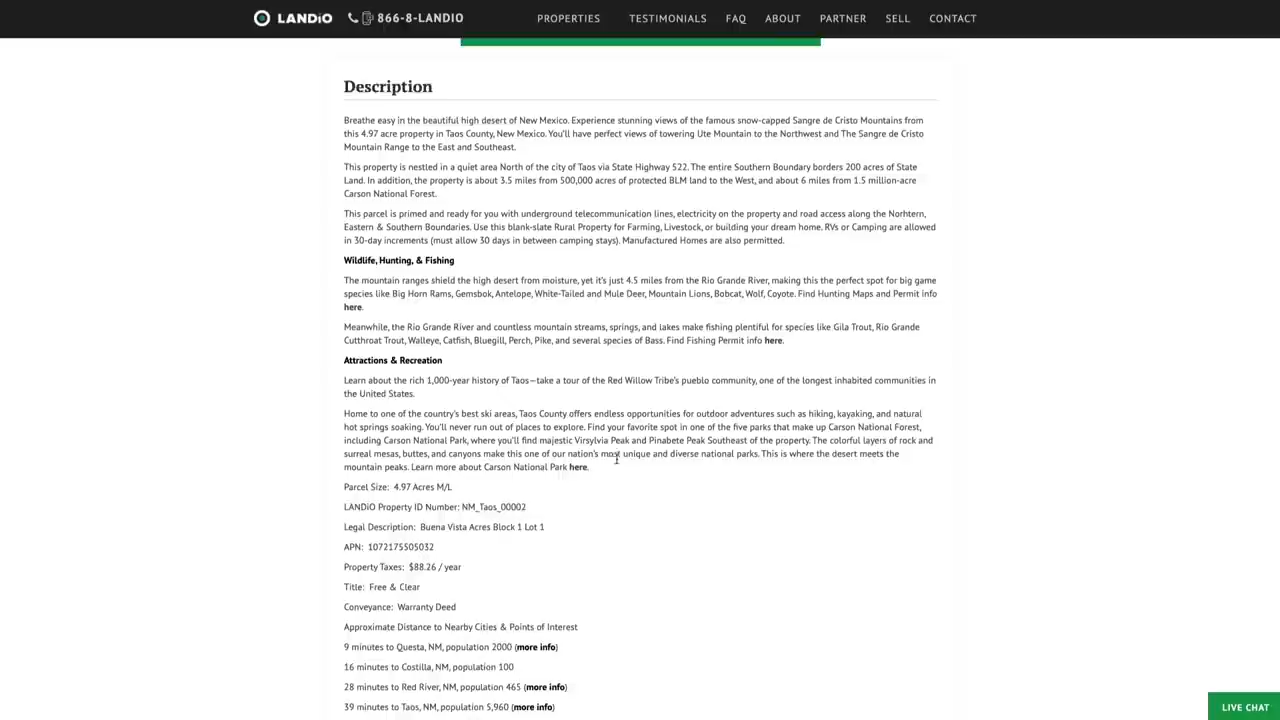 LANDiO 866-8-LANDIO PROPERTIES TESTIMONIALS FAQ ABOUT PARTNER SELL CONTACT
Description
Breathe easy in the beautiful high desert of New Mexico. Experience stunning views of the famous snow-capped Sangre de Cristo Mountains from
this 4.97 acre property in Taos County, New Mexico. You'll have perfect views of towering Ute Mountain to the Northwest and The Sangre de Cristo
Mountain Range to the East and Southeast.
This property is nestled in a quiet area North of the city of Taos via State Highway 522. The entire Southern Boundary borders 200 acres of State
Land. In addition, the property is about 3.5 miles from 500,000 acres of protected BLM land to the West, and about 6 miles from 1.5 million-acre
Carson National Forest.
This parcel is primed and ready for you with underground telecommunication lines, electricity on the property and road access along the Norhtern,
Eastern & Southern Boundaries. Use this blank-slate Rural Property for Farming, Livestock, or building your dream home. RVs or Camping are allowed
in 30-day increments (must allow 30 days in between camping stays). Manufactured Homes are also permitted.
Wildlife, Hunting, & Fishing
The mountain ranges shield the high desert from moisture, yet it's just 4.5 miles from the Rio Grande River, making this the perfect spot for big game
species like Big Horn Rams, Gemsbok, Antelope, White-Tailed and Mule Deer, Mountain Lions, Bobcat, Wolf, Coyote. Find Hunting Maps and Permit info
here.
Meanwhile, the Rio Grande River and countless mountain streams, springs, and lakes make fishing plentiful for species like Gila Trout, Rio Grande
Cutthroat Trout, Walleye, Catfish, Bluegill, Perch, Pike, and several species of Bass. Find Fishing Permit info here.
Attractions & Recreation
Learn about the rich 1,000-year history of Taos—take a tour of the Red Willow Tribe's pueblo community, one of the longest inhabited communities in
the United States.
Home to one of the country's best ski areas, Taos County offers endless opportunities for outdoor adventures such as hiking, kayaking, and natural
hot springs soaking. You'll never run out of places to explore. Find your favorite spot in one of the five parks that make up Carson National Forest,
including Carson National Park, where you'll find majestic Virsylvia Peak and Pinabete Peak Southeast of the property. The colorful layers of rock and
surreal mesas, buttes, and canyons make this one of our nation's most unique and diverse national parks. This is where the desert meets the
mountain peaks. Learn more about Carson National Park here.
Parcel Size: 4.97 Acres M/L
LANDiO Property ID Number: NM_Taos_00002
Legal Description: Buena Vista Acres Block 1 Lot 1
APN: 1072175505032
Property Taxes: $88.26 / year
Title: Free & Clear
Conveyance: Warranty Deed
Approximate Distance to Nearby Cities & Points of Interest
9 minutes to Questa, NM, population 2000 (more info)
16 minutes to Costilla, NM, population 100
28 minutes to Red River, NM, population 465 (more info)
39 minutes to Taos, NM, population 5,960 (more info)
LIVE CHAT